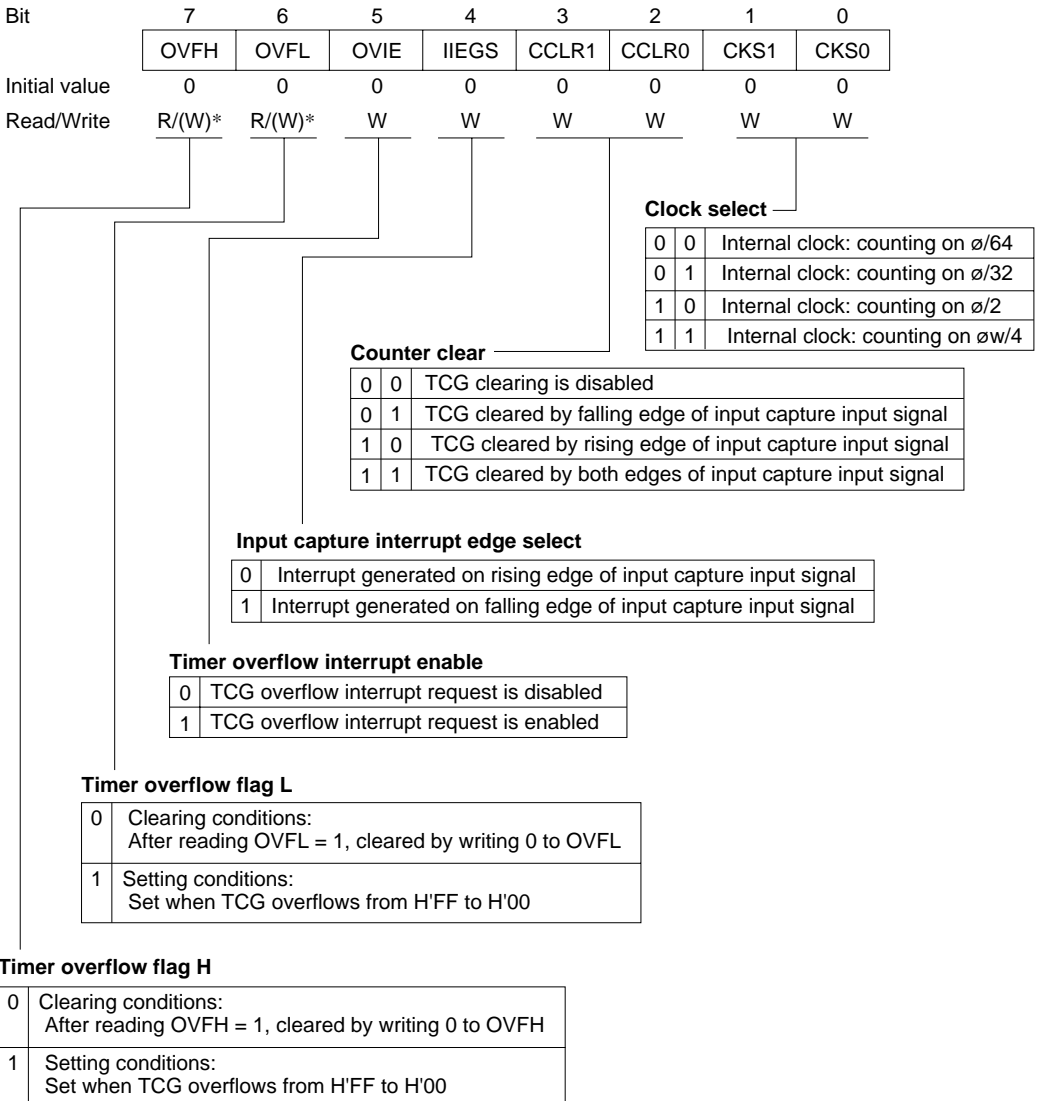 Bit 7 6 5 4 3 2 1 0
OVFH OVFL OVIE IIEGS CCLR1 CCLR0 CKS1 CKS0
Initial value 0 0 0 0 0 0 0 0
Read/Write R/(W)* R/(W)* W W W W W W
Clock select
0 0 Internal clock: counting on ø/64
0 1 Internal clock: counting on ø/32
1 0 Internal clock: counting on ø/2
1 1 Internal clock: counting on øw/4
Counter clear
0 0 TCG clearing is disabled
0 1 TCG cleared by falling edge of input capture input signal
1 0 TCG cleared by rising edge of input capture input signal
1 1 TCG cleared by both edges of input capture input signal
Input capture interrupt edge select
0 Interrupt generated on rising edge of input capture input signal
1 Interrupt generated on falling edge of input capture input signal
Timer overflow interrupt enable
0 TCG overflow interrupt request is disabled
1 TCG overflow interrupt request is enabled
Timer overflow flag L
0 Clearing conditions:
After reading OVFL = 1, cleared by writing 0 to OVFL
1 Setting conditions:
Set when TCG overflows from H'FF to H'00
Timer overflow flag H
0 Clearing conditions:
After reading OVFH = 1, cleared by writing 0 to OVFH
1 Setting conditions:
Set when TCG overflows from H'FF to H'00